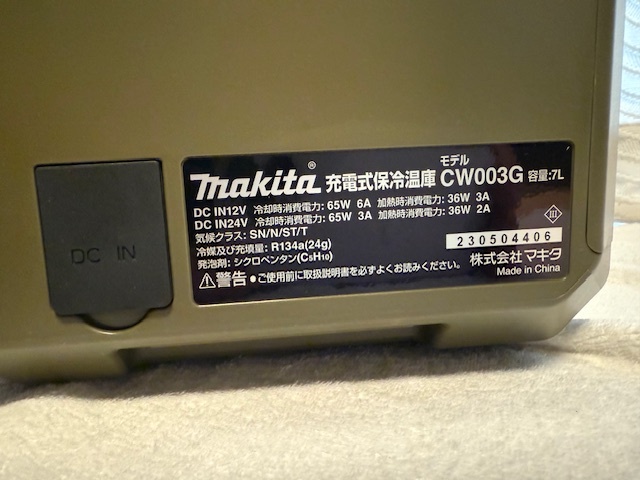 DC IN
makita® 充電式保冷温庫 モデル CW003G 容量:7L
DC IN12V 冷却時消費電力: 65W 6A 加熱時消費電力: 36W 3A
DC IN24V 冷却時消費電力: 65W 3A 加熱時消費電力: 36W 2A
気候クラス: SN/N/ST/T
冷媒及び充填量: R134a(24g)
発泡剤: シクロペンタン(C5H10)
230504406
⚠警告 ●ご使用前に取扱説明書を必ずよくお読みください。
株式会社 マキタ
Made in China
III